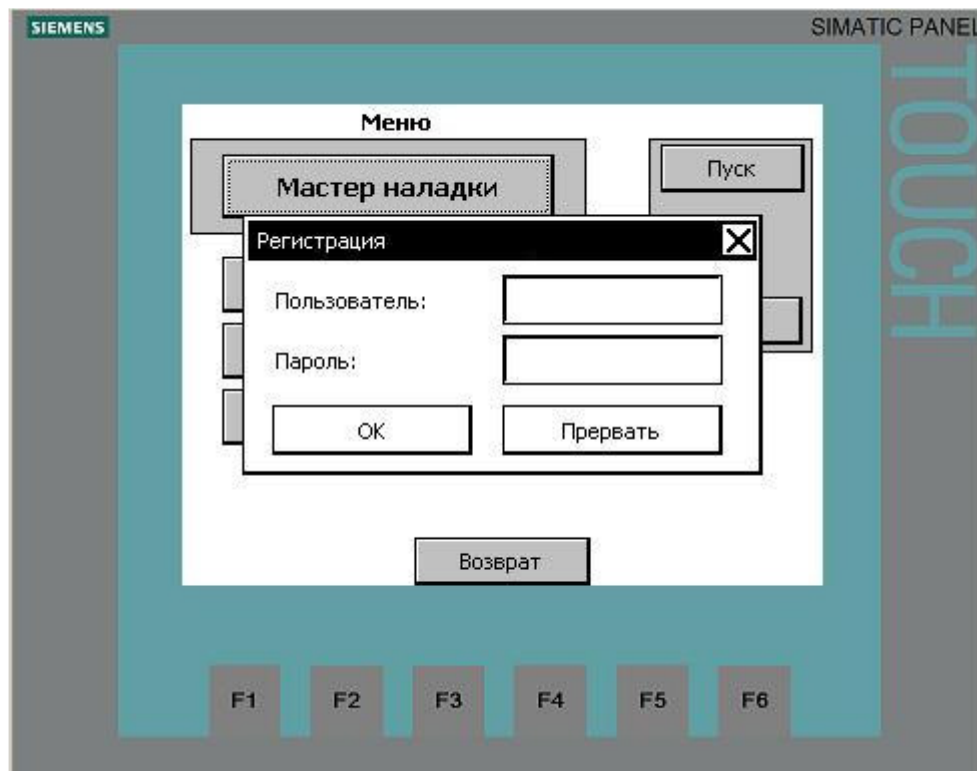 SIEMENS
SIMATIC PANEL
TOUCH
Меню
Мастер наладки
Пуск
Регистрация
Пользователь:
Пароль:
OK
Прервать
Возврат
F1 F2 F3 F4 F5 F6